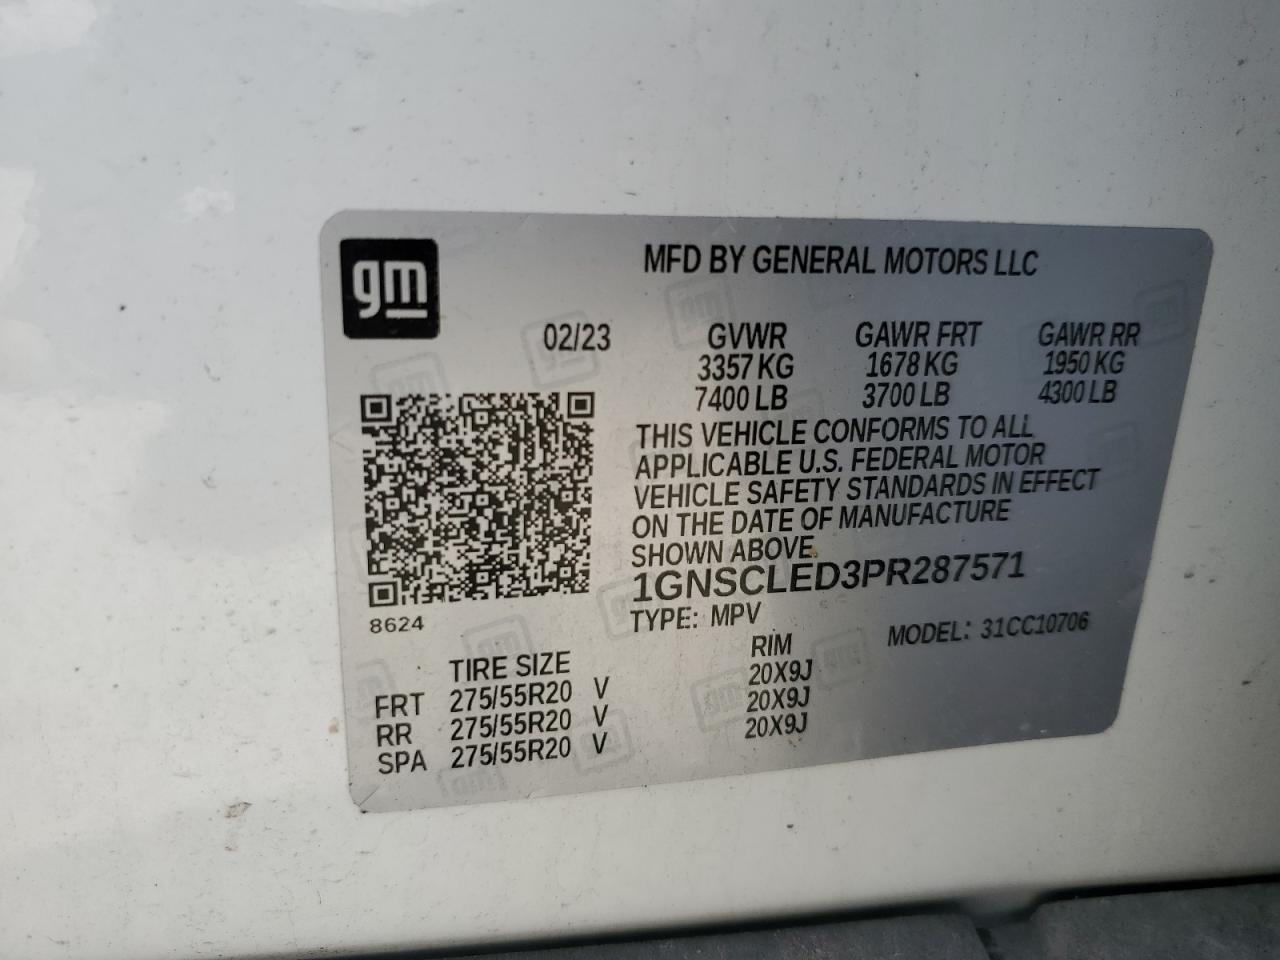 gm
MFD BY GENERAL MOTORS LLC
02/23 GVWR GAWR FRT GAWR RR
3357 KG 1678 KG 1950 KG
7400 LB 3700 LB 4300 LB
THIS VEHICLE CONFORMS TO ALL
APPLICABLE U.S. FEDERAL MOTOR
VEHICLE SAFETY STANDARDS IN EFFECT
ON THE DATE OF MANUFACTURE
SHOWN ABOVE.
1GNSCLED3PR287571
8624
TYPE: MPV MODEL: 31CC10706
TIRE SIZE RIM
FRT 275/55R20 V 20X9J
RR 275/55R20 V 20X9J
SPA 275/55R20 V 20X9J